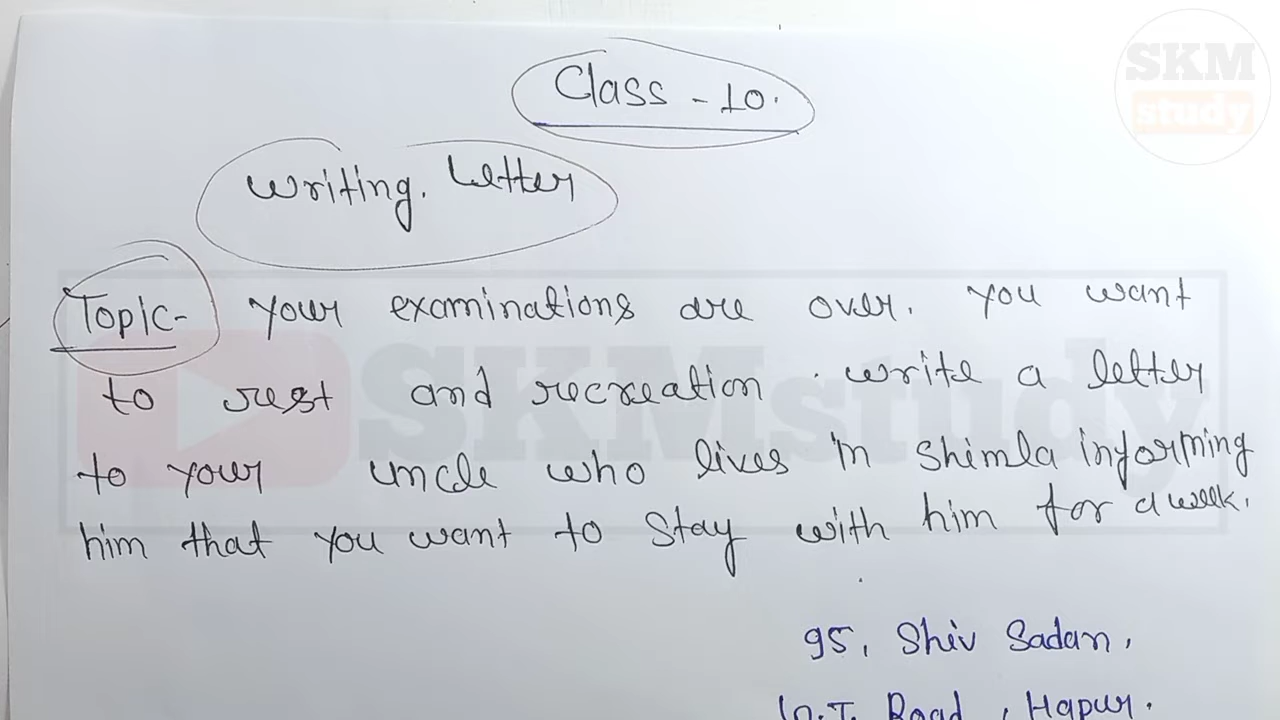 SKM
study
Class - 10.
Writing. Letter
Topic- Your examinations are over. You want
to rest and recreation. write a letter
to your uncle who lives in Shimla informing
him that you want to stay with him for a week.
SKMstudy
95, Shiv Sadan,
Road, Hapur.